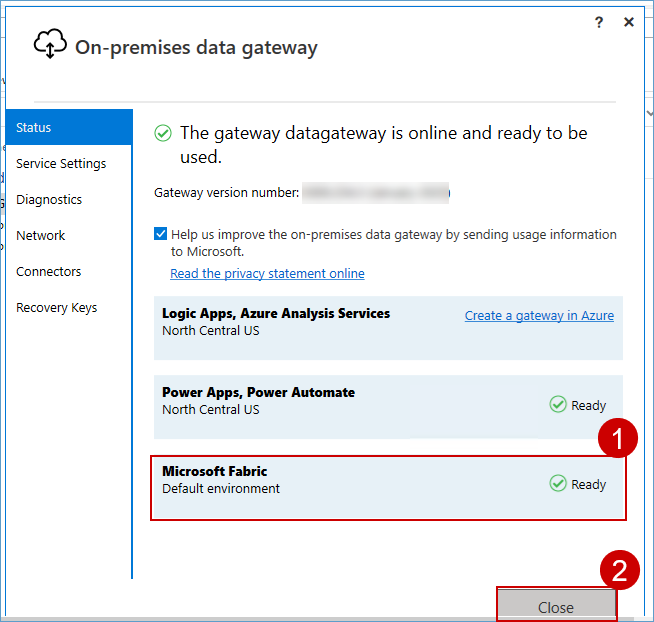 ? ×
On-premises data gateway
Status
Service Settings
Diagnostics
Network
Connectors
Recovery Keys
The gateway datagateway is online and ready to be
used.
Gateway version number:
Help us improve the on-premises data gateway by sending usage information
to Microsoft.
Read the privacy statement online
Logic Apps, Azure Analysis Services
North Central US
Create a gateway in Azure
Power Apps, Power Automate
North Central US
Ready
1
Microsoft Fabric
Default environment
Ready
2
Close